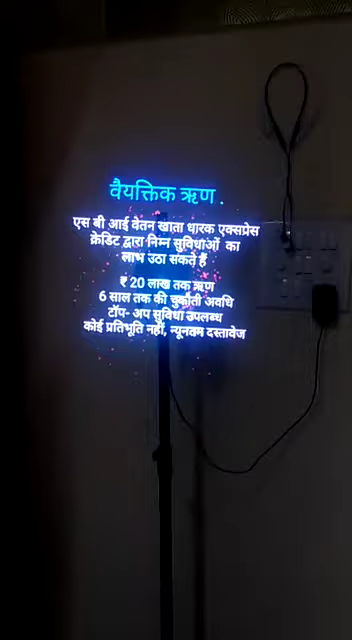 वैयक्तिक ऋण .
एस बी आई वेतन खाता धारक एक्सप्रेस
क्रेडिट द्वारा निम्न सुविधाओं का
लाभ उठा सकते हैं
₹ 20 लाख तक ऋण
6 साल तक की चुकौती अवधि
टॉप- अप सुविधा उपलब्ध
कोई प्रतिभूति नहीं, न्यूनतम दस्तावेज